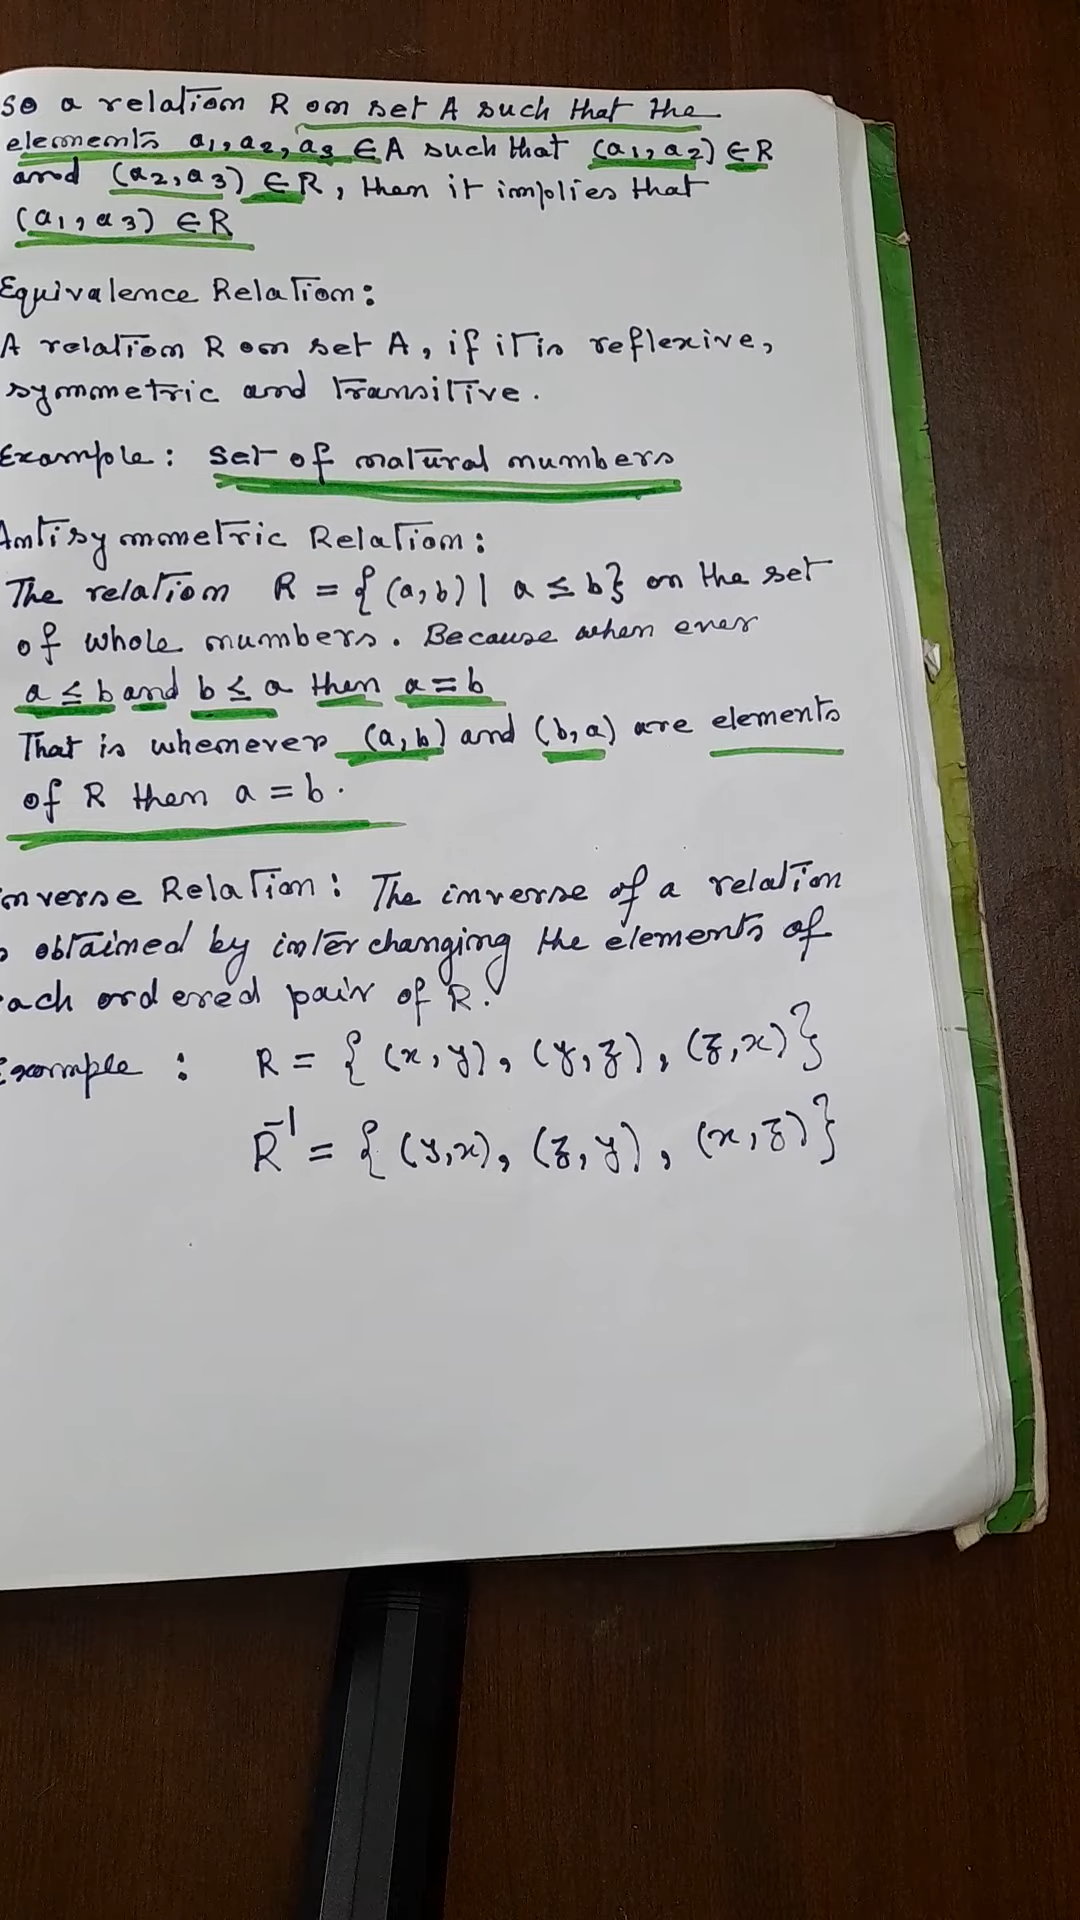 so a relation R on set A such that the
elements a1, a2, a3 ∈ A such that (a1, a2) ∈ R
and (a2, a3) ∈ R, then it implies that
(a1, a3) ∈ R
Equivalence Relation:
A relation R on set A, if it is reflexive,
symmetric and transitive.
Example: set of natural numbers
Antisymmetric Relation:
The relation R = {(a,b) | a ≤ b} on the set
of whole numbers. Because when ever
a ≤ b and b ≤ a then a = b
That is whenever (a,b) and (b,a) are elements
of R then a = b.
Inverse Relation: The inverse of a relation
is obtained by interchanging the elements of
each ordered pair of R.
Example : R = { (x,y), (y,z), (z,x)}
R⁻¹ = { (y,x), (z,y), (x,z)}